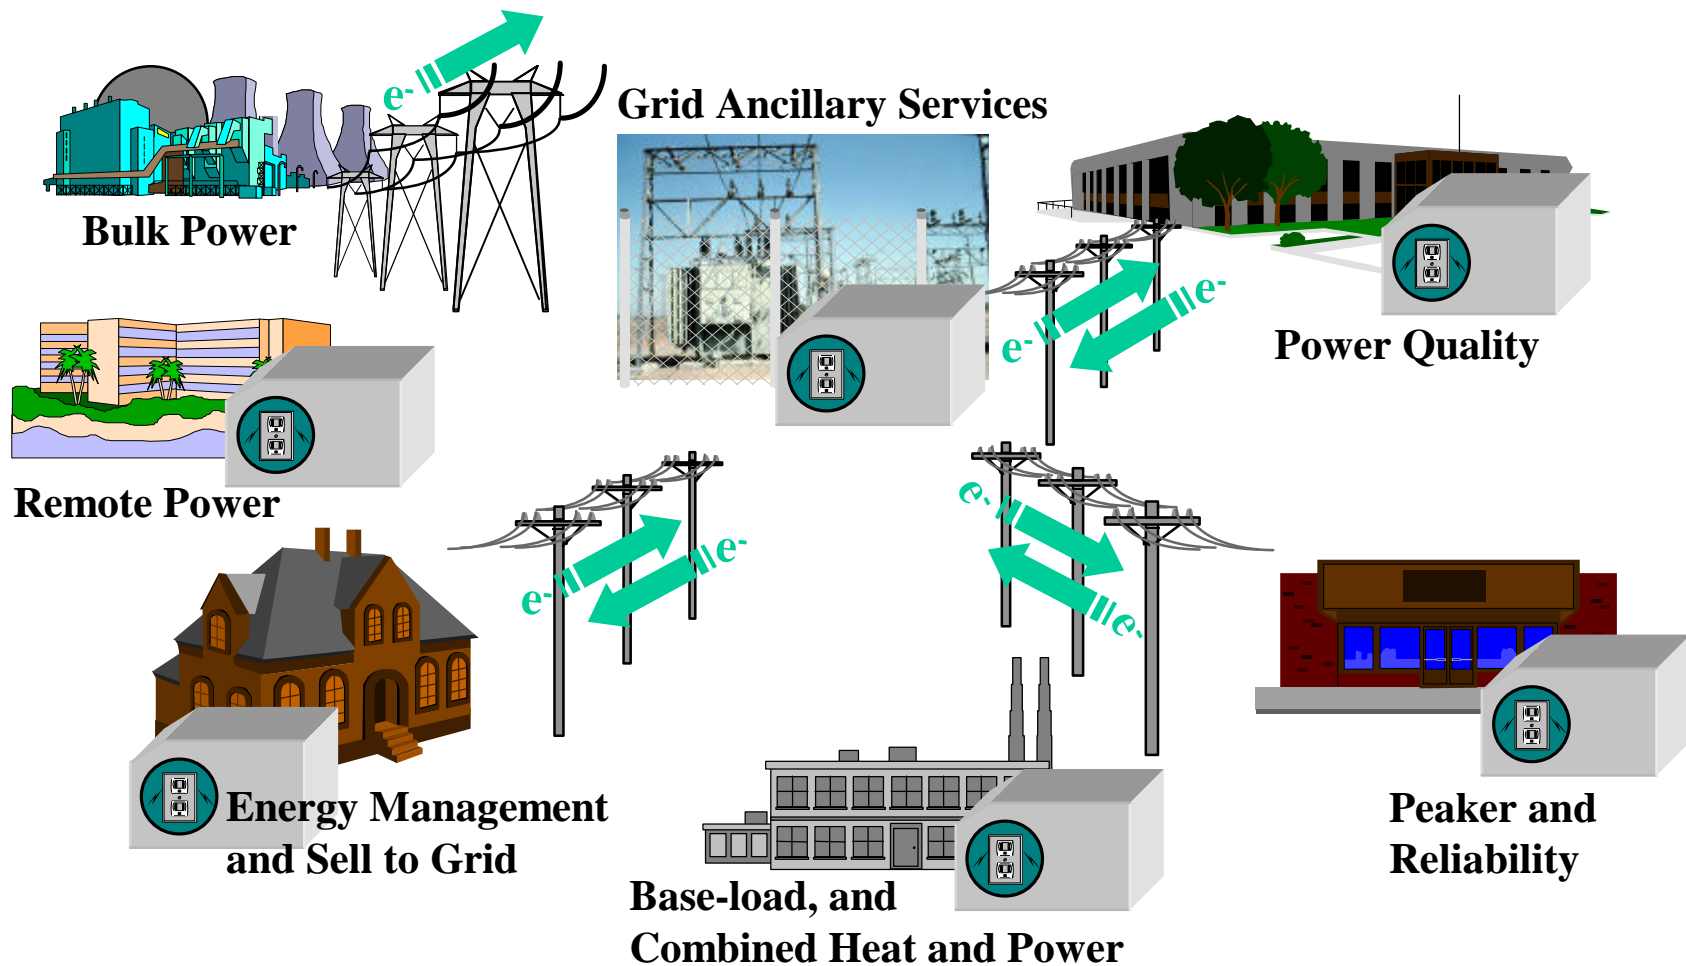 e-
Grid Ancillary Services
Bulk Power
e-
e-
Power Quality
Remote Power
e-
e-
e-
e-
Energy Management
and Sell to Grid
Peaker and
Reliability
Base-load, and
Combined Heat and Power